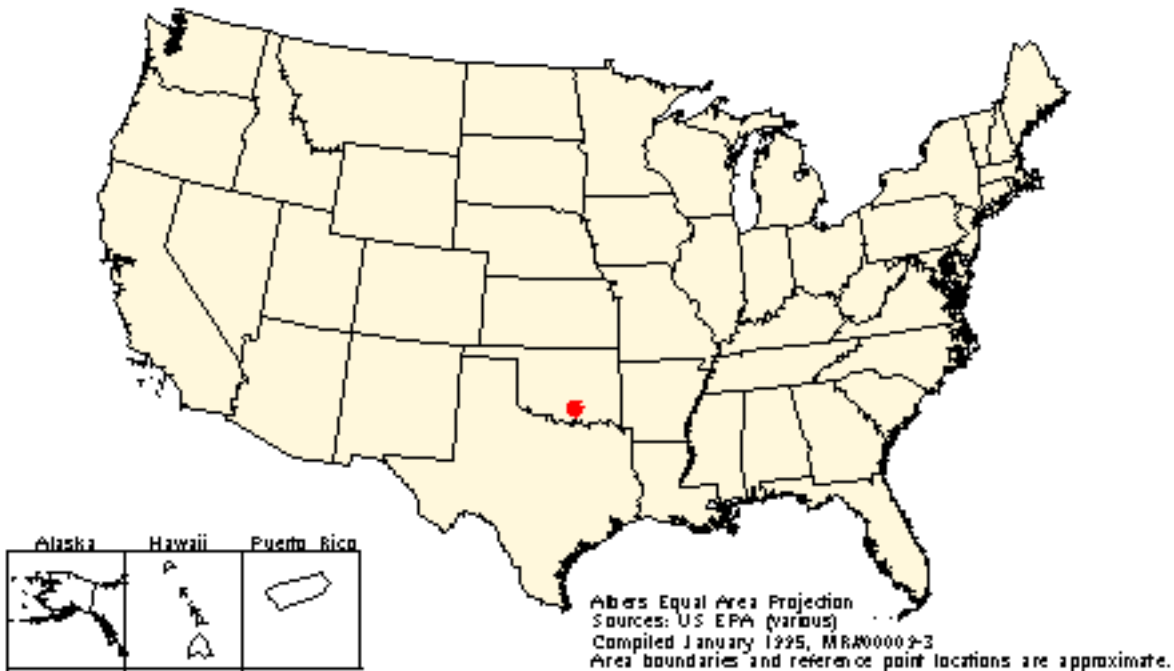 Alaska Hawaii Puerto Rico
Albers Equal Area Projection
Sources: US EPA (various)
Compiled January 1995, MR#00009-3
Area boundaries and reference point locations are approximate.